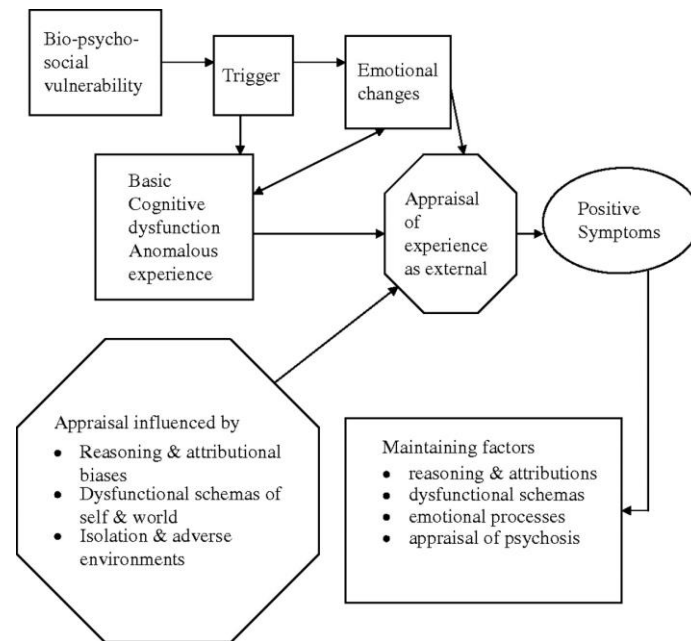 Bio-psycho-
social
vulnerability
Trigger
Emotional
changes
Basic
Cognitive
dysfunction
Anomalous
experience
Appraisal
of
experience
as external
Positive
Symptoms
Appraisal influenced by
● Reasoning & attributional
biases
● Dysfunctional schemas of
self & world
● Isolation & adverse
environments
Maintaining factors
● reasoning & attributions
● dysfunctional schemas
● emotional processes
● appraisal of psychosis